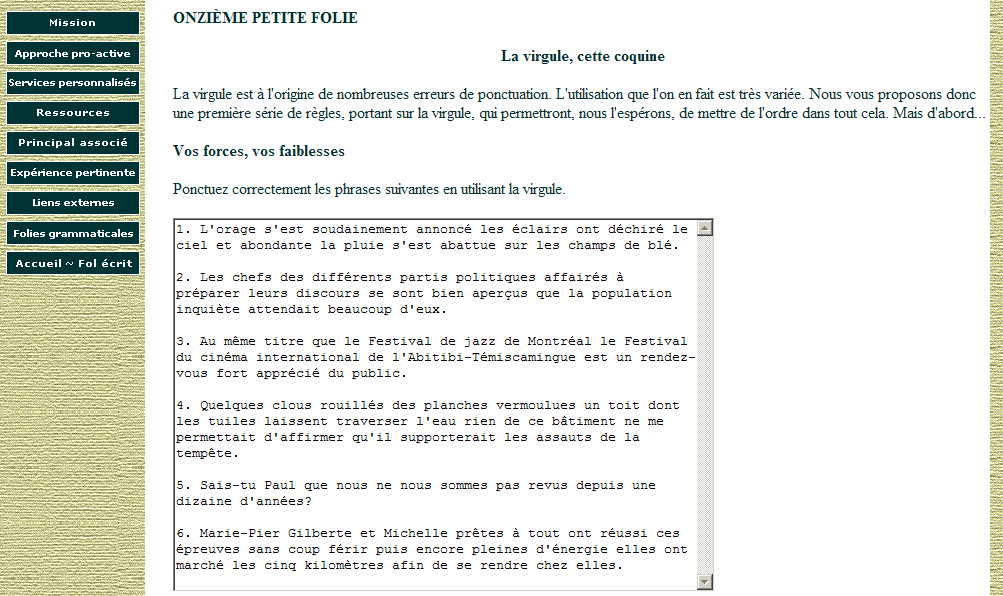 Mission
Approche pro-active
Services personnalisés
Ressources
Principal associé
Expérience pertinente
Liens externes
Folies grammaticales
Accueil ~ Fol écrit
ONZIÈME PETITE FOLIE
La virgule, cette coquine
La virgule est à l'origine de nombreuses erreurs de ponctuation. L'utilisation que l'on en fait est très variée. Nous vous proposons donc
une première série de règles, portant sur la virgule, qui permettront, nous l'espérons, de mettre de l'ordre dans tout cela. Mais d'abord...
Vos forces, vos faiblesses
Ponctuez correctement les phrases suivantes en utilisant la virgule.
1. L'orage s'est soudainement annoncé les éclairs ont déchiré le
ciel et abondante la pluie s'est abattue sur les champs de blé.
2. Les chefs des différents partis politiques affairés à
préparer leurs discours se sont bien aperçus que la population
inquiète attendait beaucoup d'eux.
3. Au même titre que le Festival de jazz de Montréal le Festival
du cinéma international de l'Abitibi-Témiscamingue est un rendez-
vous fort apprécié du public.
4. Quelques clous rouillés des planches vermoulues un toit dont
les tuiles laissent traverser l'eau rien de ce bâtiment ne me
permettait d'affirmer qu'il supporterait les assauts de la
tempête.
5. Sais-tu Paul que nous ne nous sommes pas revus depuis une
dizaine d'années?
6. Marie-Pier Gilberte et Michelle prêtes à tout ont réussi ces
épreuves sans coup férir puis encore pleines d'énergie elles ont
marché les cinq kilomètres afin de se rendre chez elles.